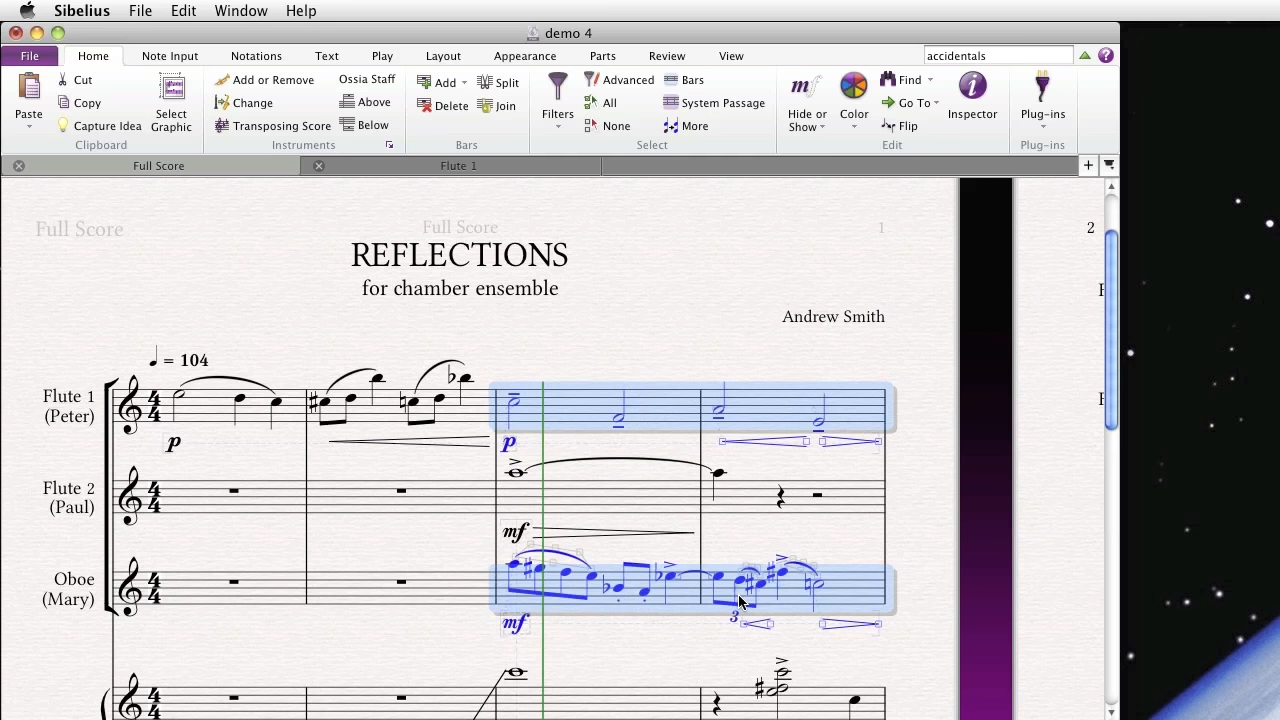 Sibelius File Edit Window Help
demo 4
File Home Note Input Notations Text Play Layout Appearance Parts Review View accidentals ?
Paste Cut Copy Capture Idea Select Graphic
Clipboard
Add or Remove Change Transposing Score Ossia Staff Above Below
Instruments
Add Delete Split Join
Bars
Filters Advanced All None Bars System Passage More
Select
mf Hide or Show Color Find Go To Flip Inspector
Edit
Plug-ins
Plug-ins
Full Score Flute 1 +
Full Score Full Score 1 2
REFLECTIONS
for chamber ensemble
Andrew Smith
= 104
Flute 1
(Peter)
p p
Flute 2
(Paul)
mf
Oboe
(Mary)
mf 3